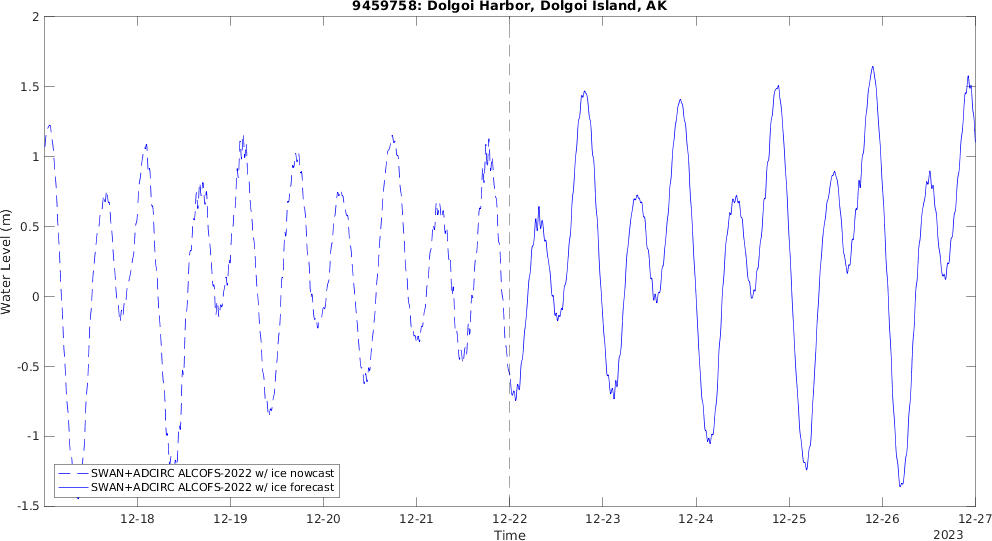 9459758: Dolgoi Harbor, Dolgoi Island, AK
2
1.5
1
0.5
0
-0.5
-1
-1.5
Water Level (m)
SWAN+ADCIRC ALCOFS-2022 w/ ice nowcast
SWAN+ADCIRC ALCOFS-2022 w/ ice forecast
12-18 12-19 12-20 12-21 12-22 12-23 12-24 12-25 12-26 12-27
Time
2023